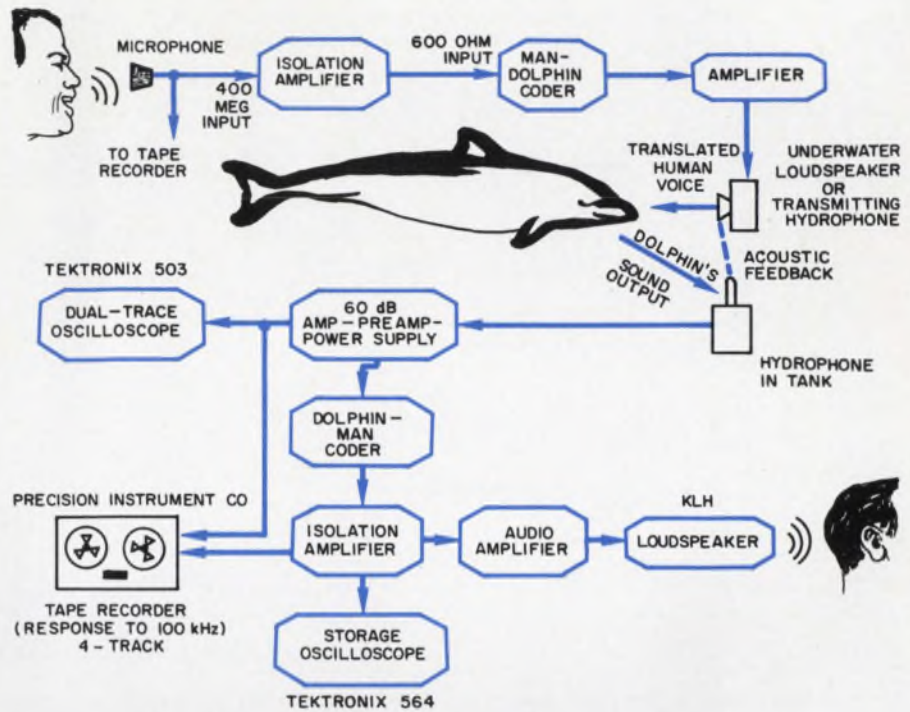 MICROPHONE
400
MEG
INPUT
TO TAPE
RECORDER
ISOLATION
AMPLIFIER
600 OHM
INPUT
MAN-
DOLPHIN
CODER
AMPLIFIER
TRANSLATED
HUMAN
VOICE
UNDERWATER
LOUDSPEAKER
OR
TRANSMITTING
HYDROPHONE
DOLPHIN'S
SOUND
OUTPUT
ACOUSTIC
FEEDBACK
HYDROPHONE
IN TANK
TEKTRONIX 503
DUAL-TRACE
OSCILLOSCOPE
60 dB
AMP-PREAMP-
POWER SUPPLY
DOLPHIN-
MAN
CODER
PRECISION INSTRUMENT CO
TAPE RECORDER
(RESPONSE TO 100 kHz)
4-TRACK
ISOLATION
AMPLIFIER
AUDIO
AMPLIFIER
KLH
LOUDSPEAKER
STORAGE
OSCILLOSCOPE
TEKTRONIX 564